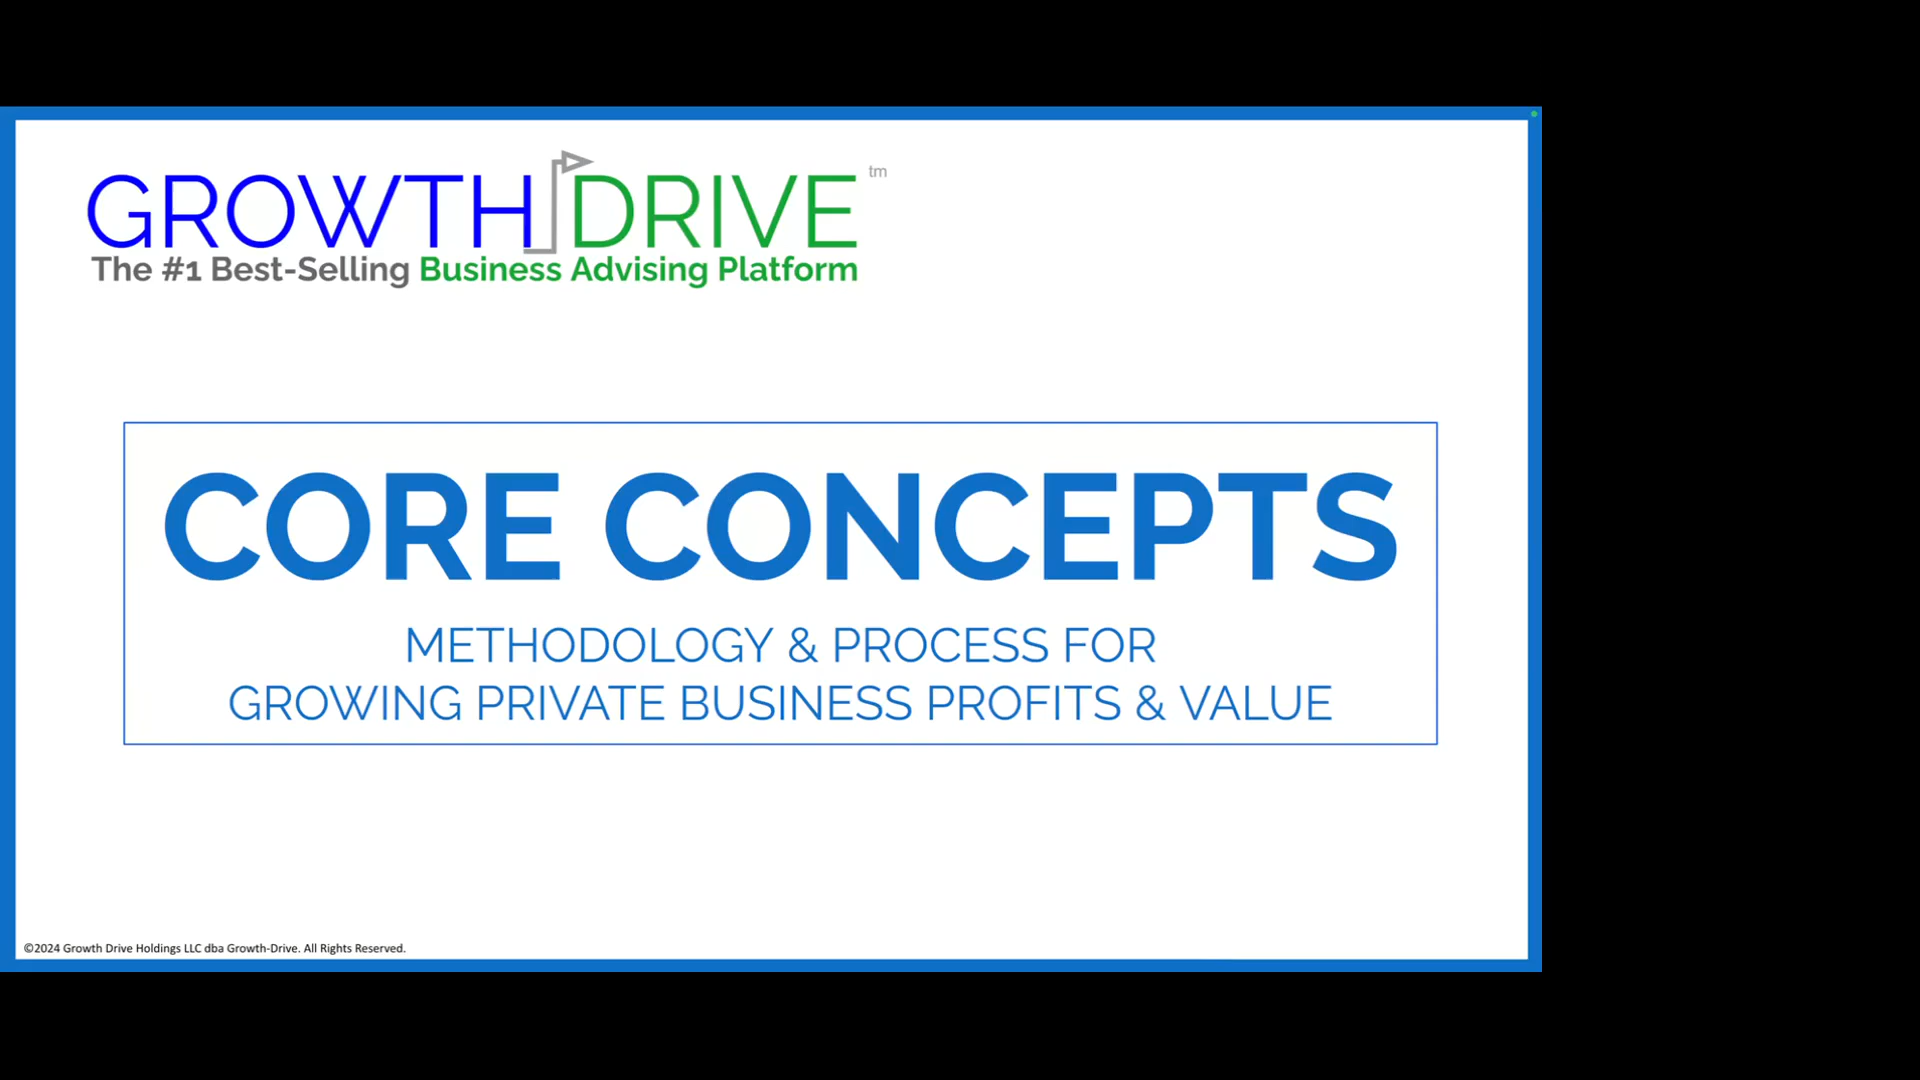 GROWTH DRIVE tm
The #1 Best-Selling Business Advising Platform
CORE CONCEPTS
METHODOLOGY & PROCESS FOR
GROWING PRIVATE BUSINESS PROFITS & VALUE
©2024 Growth Drive Holdings LLC dba Growth-Drive. All Rights Reserved.